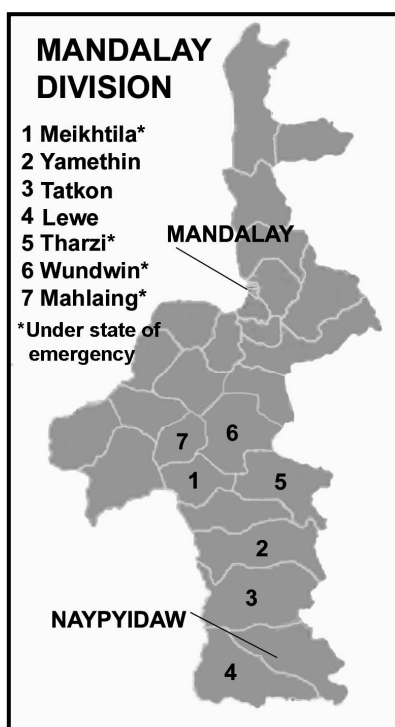 MANDALAY
DIVISION
1 Meikhtila*
2 Yamethin
3 Tatkon
4 Lewe
5 Tharzi*
6 Wundwin*
7 Mahlaing*
*Under state of
emergency
MANDALAY
7
6
1
5
2
3
NAYPYIDAW
4